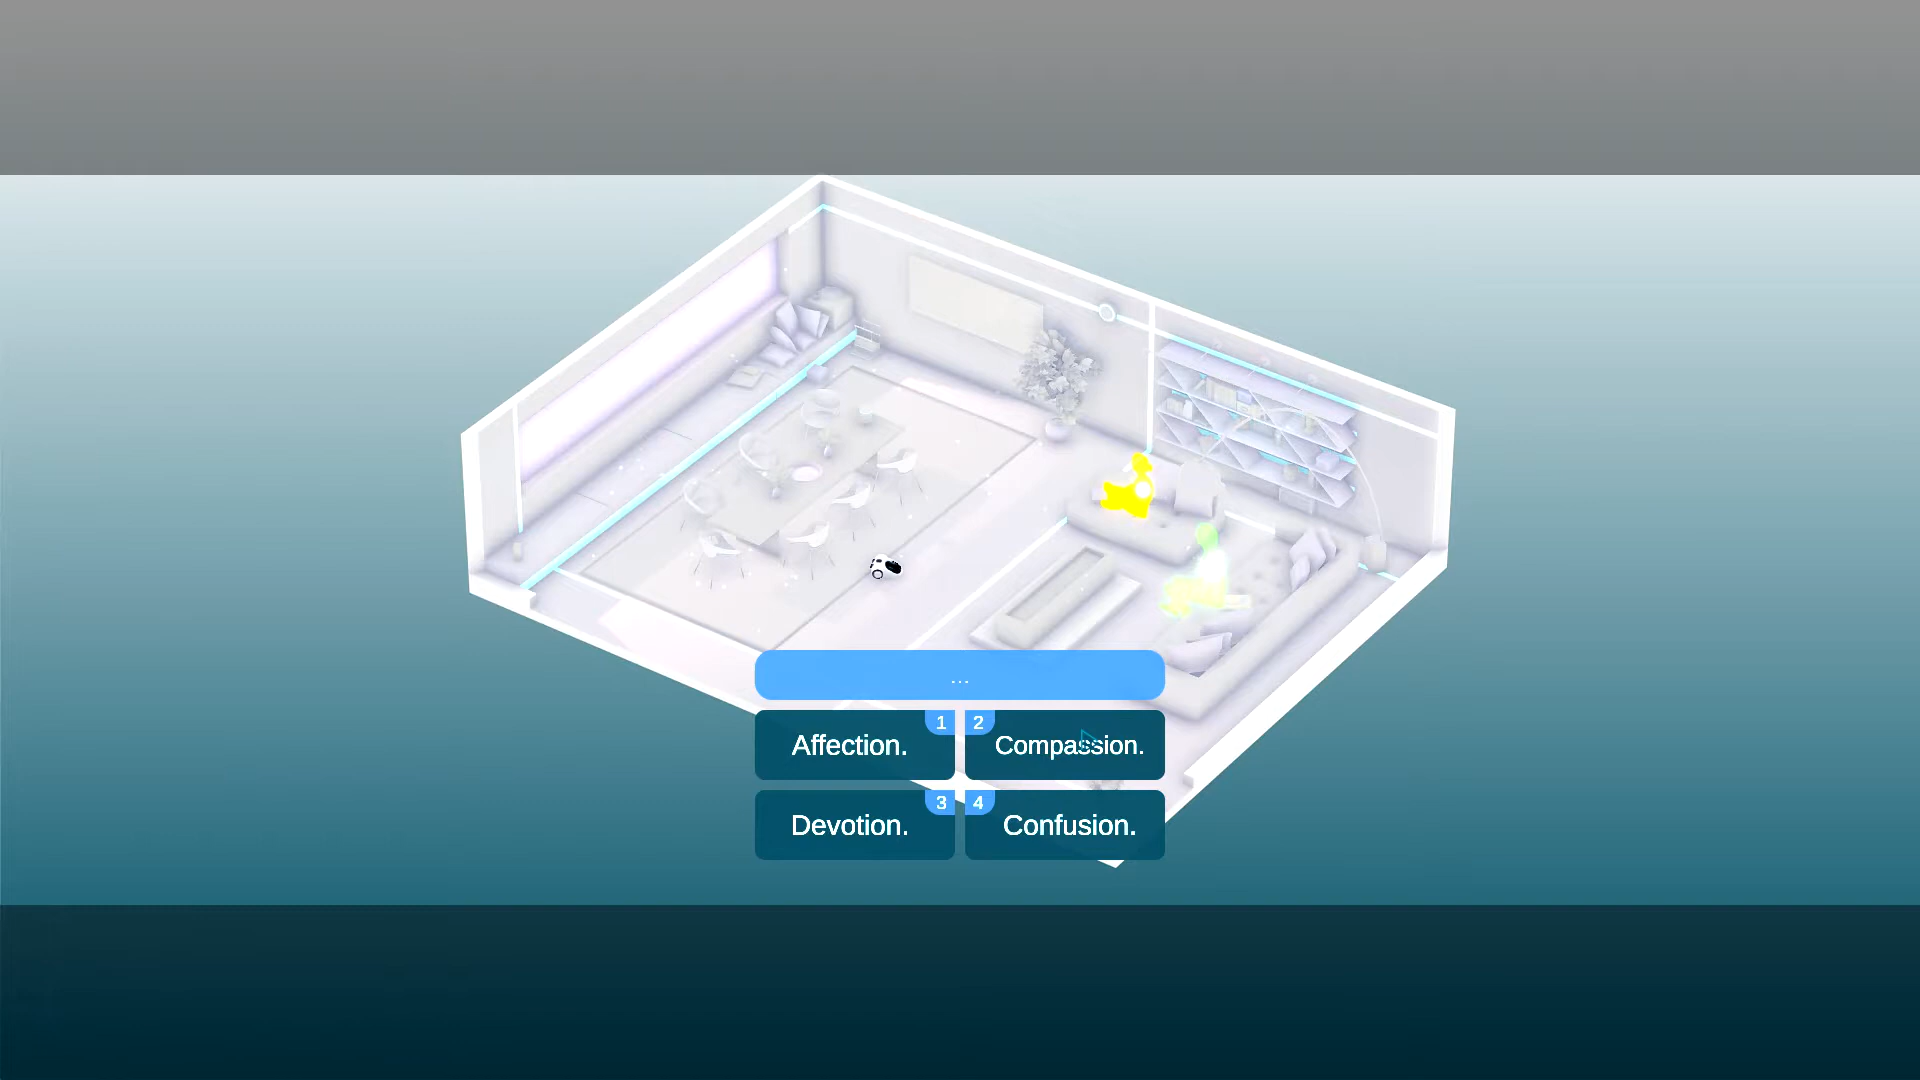 ...
1
Affection.
2
Compassion.
3
Devotion.
4
Confusion.